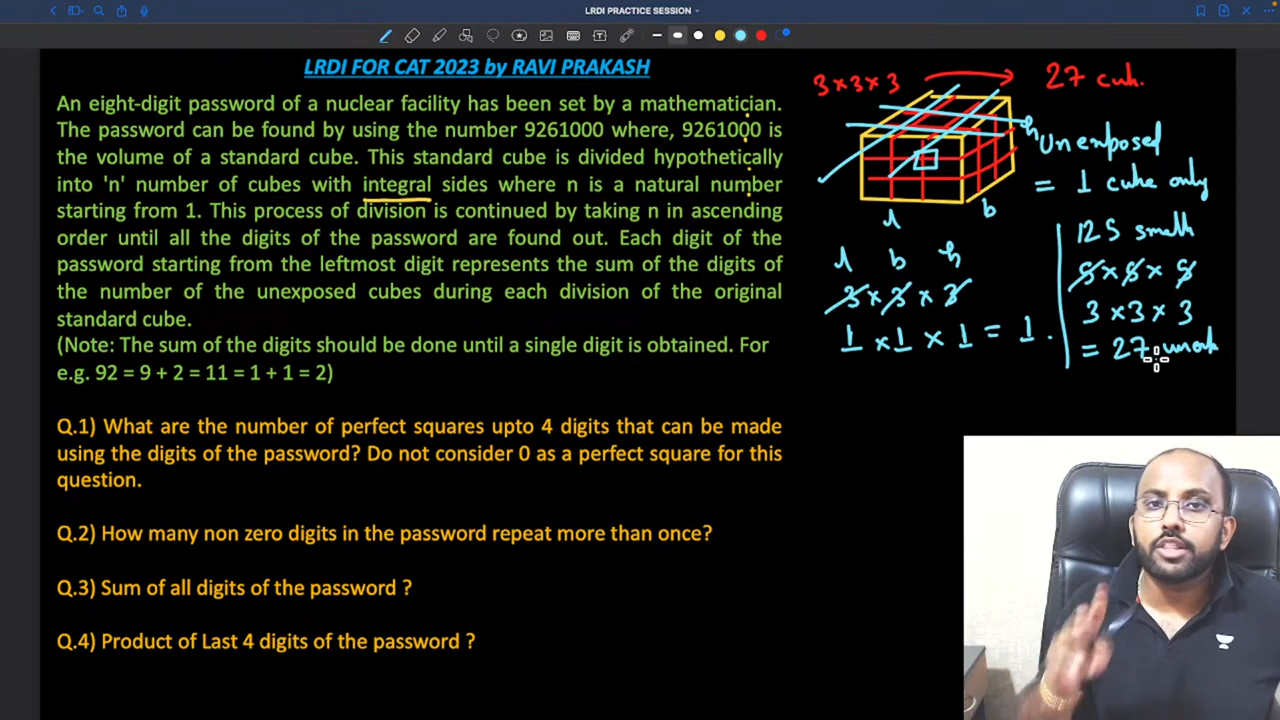 LRDI PRACTICE SESSION
LRDI FOR CAT 2023 by RAVI PRAKASH
An eight-digit password of a nuclear facility has been set by a mathematician.
The password can be found by using the number 9261000 where, 9261000 is
the volume of a standard cube. This standard cube is divided hypothetically
into 'n' number of cubes with integral sides where n is a natural number
starting from 1. This process of division is continued by taking n in ascending
order until all the digits of the password are found out. Each digit of the
password starting from the leftmost digit represents the sum of the digits of
the number of the unexposed cubes during each division of the original
standard cube.
(Note: The sum of the digits should be done until a single digit is obtained. For
e.g. 92 = 9 + 2 = 11 = 1 + 1 = 2)
Q.1) What are the number of perfect squares upto 4 digits that can be made
using the digits of the password? Do not consider 0 as a perfect square for this
question.
Q.2) How many non zero digits in the password repeat more than once?
Q.3) Sum of all digits of the password ?
Q.4) Product of Last 4 digits of the password ?
3×3×3
27 cub.
h
Unexposed
= 1 cube only
l
b
l b h
3×3×3
1×1×1 = 1.
125 small
5×5×5
3×3×3
= 27